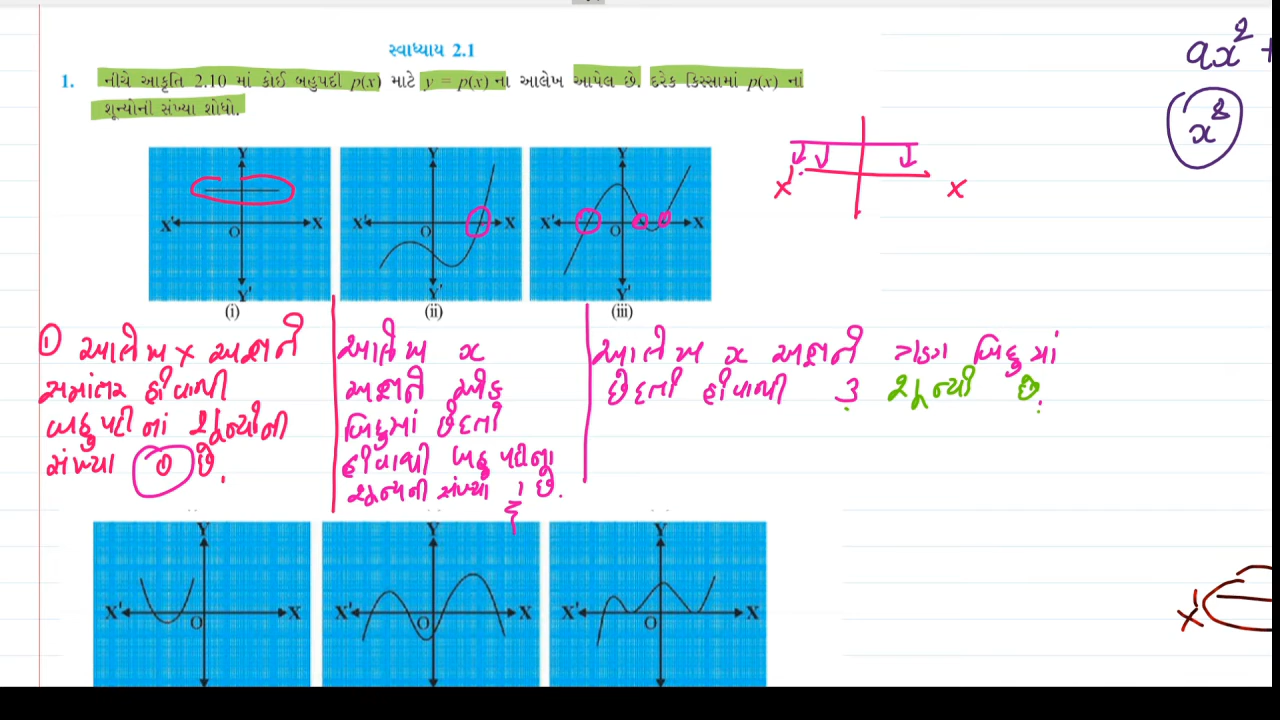 સ્વાધ્યાય 2.1
ax² +
1. નીચે આકૃતિ 2.10 માં કોઈ બહુપદી p(x) માટે y = p(x) ના આલેખ આપેલ છે. દરેક કિસ્સામાં p(x) નાં
શૂન્યોની સંખ્યા શોધો.
x⁸
Y Y Y
X' X
X' O X X' O X X' O X
Y' Y' Y'
(i) (ii) (iii)
① આલેખ x અક્ષને
સમાંતર હોવાથી
બહુપદી નાં શૂન્યોની
સંખ્યા 0 છે.
આલેખ x
અક્ષને એક
બિંદુમાં છેદતો
હોવાથી બહુપદીના
શૂન્યની સંખ્યા 1 છે.
આલેખ x અક્ષને ત્રણ બિંદુમાં
છેદતો હોવાથી 3 શૂન્યો છે.
Y Y Y
X' O X X' O X X' O X
X'